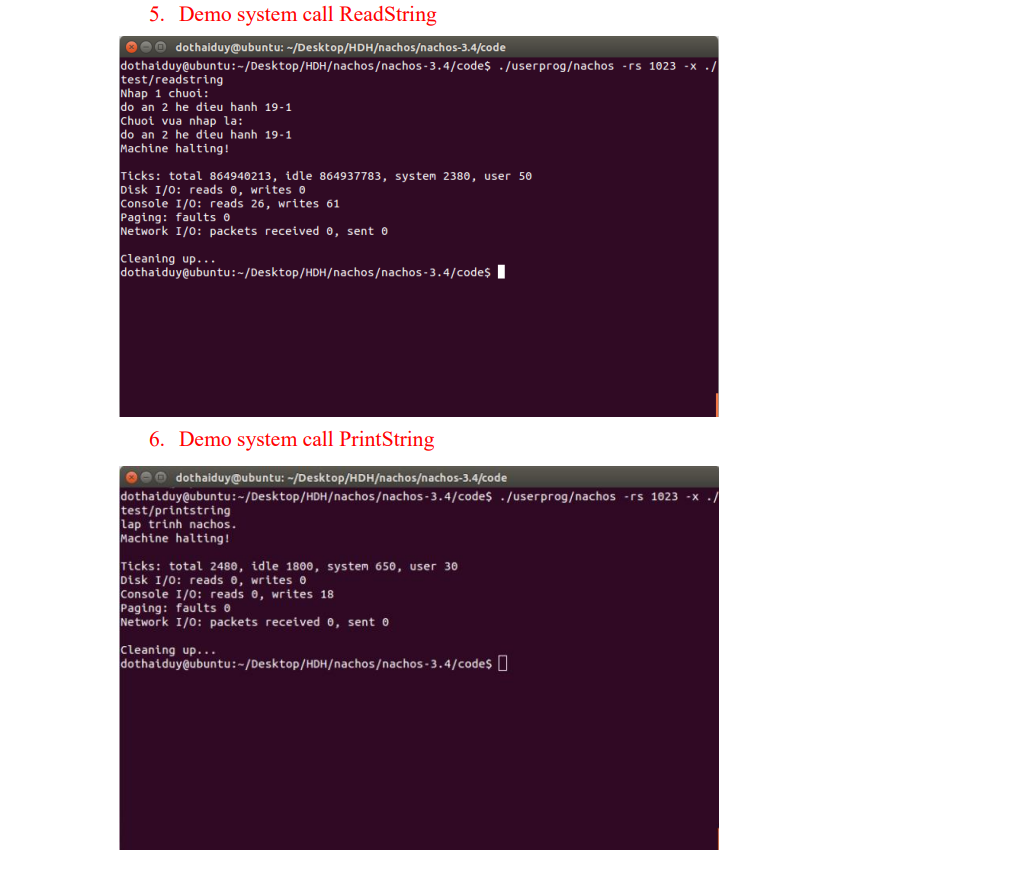 5. Demo system call ReadString
dothaiduy@ubuntu: ~/Desktop/HDH/nachos/nachos-3.4/code
dothaiduy@ubuntu:~/Desktop/HDH/nachos/nachos-3.4/code$ ./userprog/nachos -rs 1023 -x ./
test/readstring
Nhap 1 chuoi:
do an 2 he dieu hanh 19-1
Chuoi vua nhap la:
do an 2 he dieu hanh 19-1
Machine halting!
Ticks: total 864940213, idle 864937783, system 2380, user 50
Disk I/O: reads 0, writes 0
Console I/O: reads 26, writes 61
Paging: faults 0
Network I/O: packets received 0, sent 0
Cleaning up...
dothaiduy@ubuntu:~/Desktop/HDH/nachos/nachos-3.4/code$
6. Demo system call PrintString
dothaiduy@ubuntu: ~/Desktop/HDH/nachos/nachos-3.4/code
dothaiduy@ubuntu:~/Desktop/HDH/nachos/nachos-3.4/code$ ./userprog/nachos -rs 1023 -x ./
test/printstring
lap trinh nachos.
Machine halting!
Ticks: total 2480, idle 1800, system 650, user 30
Disk I/O: reads 0, writes 0
Console I/O: reads 0, writes 18
Paging: faults 0
Network I/O: packets received 0, sent 0
Cleaning up...
dothaiduy@ubuntu:~/Desktop/HDH/nachos/nachos-3.4/code$